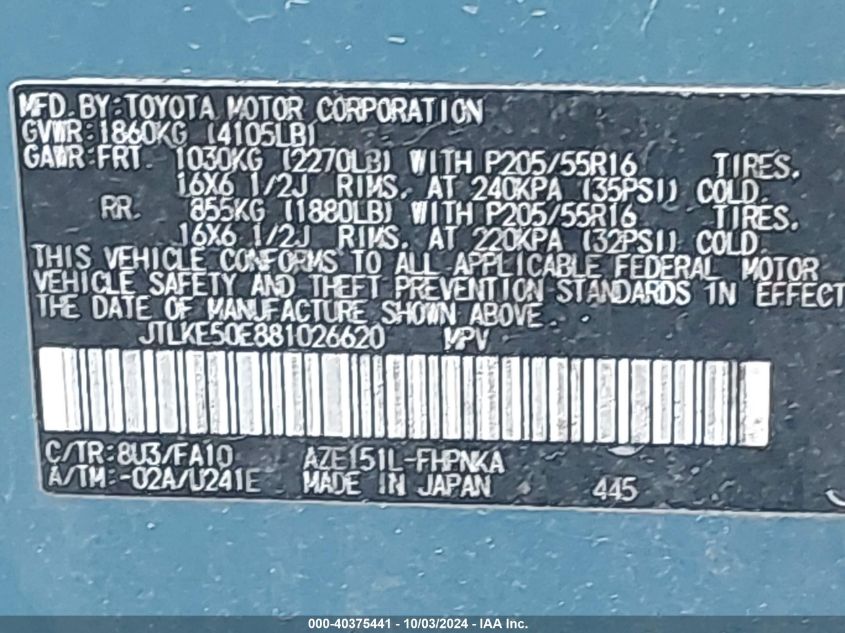 MFD. BY: TOYOTA MOTOR CORPORATION
GVWR: 1860KG (4105LB)
GAWR: FRT. 1030KG (2270LB) WITH P205/55R16 TIRES.
16X6 1/2J RIMS. AT 240KPA (35PSI) COLD.
RR. 855KG (1880LB) WITH P205/55R16 TIRES.
16X6 1/2J RIMS. AT 220KPA (32PSI) COLD.
THIS VEHICLE CONFORMS TO ALL APPLICABLE FEDERAL MOTOR
VEHICLE SAFETY AND THEFT PREVENTION STANDARDS IN EFFECT
THE DATE OF MANUFACTURE SHOWN ABOVE.
JTLKE50E881026620 MPV
C/TR: 8U3/FA10 AZE151L-FHPNKA
A/TM: -02A/U241E MADE IN JAPAN 445
000-40375441 - 10/03/2024 - IAA Inc.